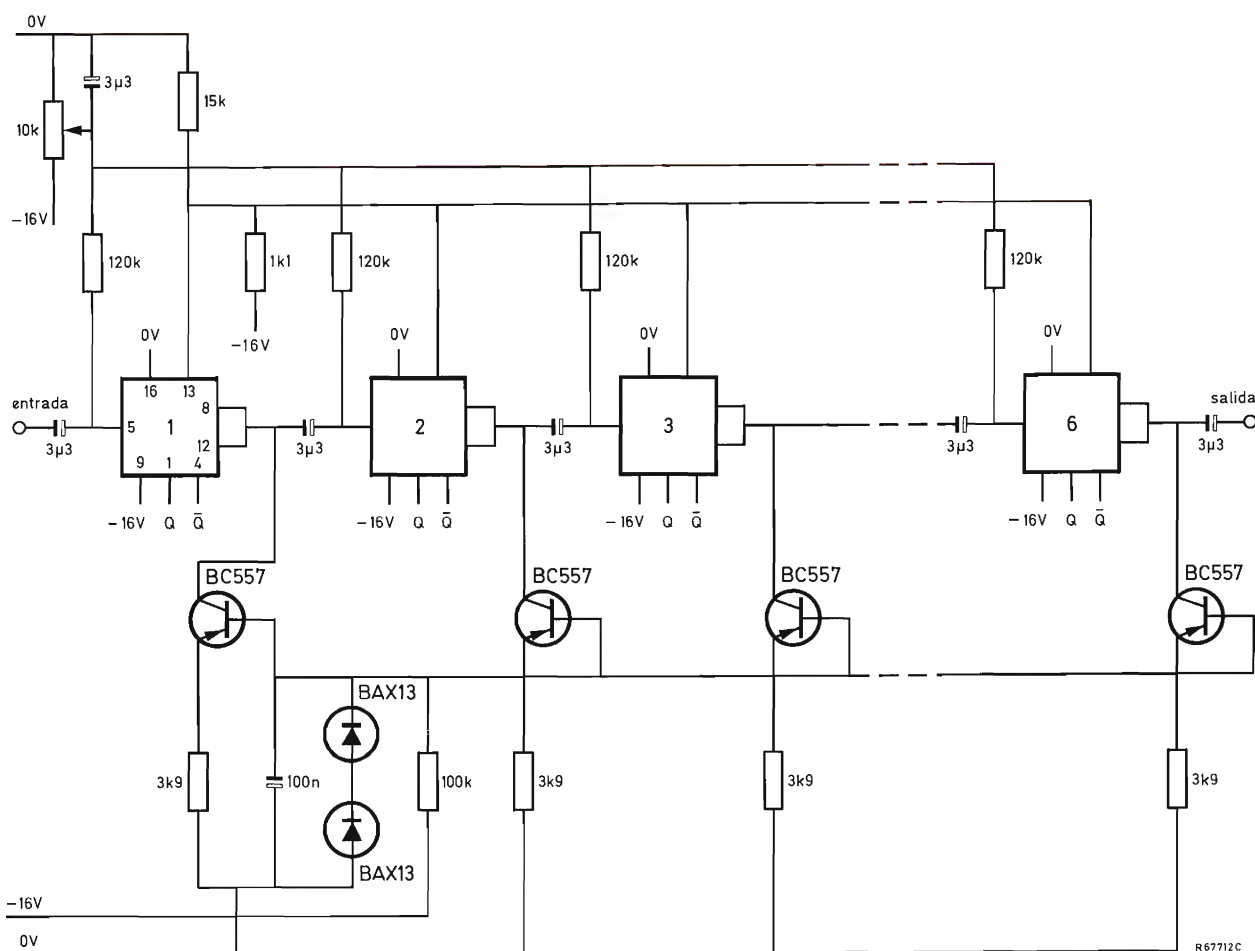 0V
3µ3
15k
10k
-16V
120k
1k1
120k
120k
120k
-16V
0V
0V
0V
0V
16 13
8
entrada
5
1
2
3
6
salida
12
3µ3
3µ3
3µ3
3µ3
3µ3
9 1 4
-16V Q Q̅
-16V Q Q̅
-16V Q Q̅
-16V Q Q̅
BC557
BC557
BC557
BC557
BAX13
3k9
100n
100k
3k9
3k9
3k9
BAX13
-16V
0V
R67712C